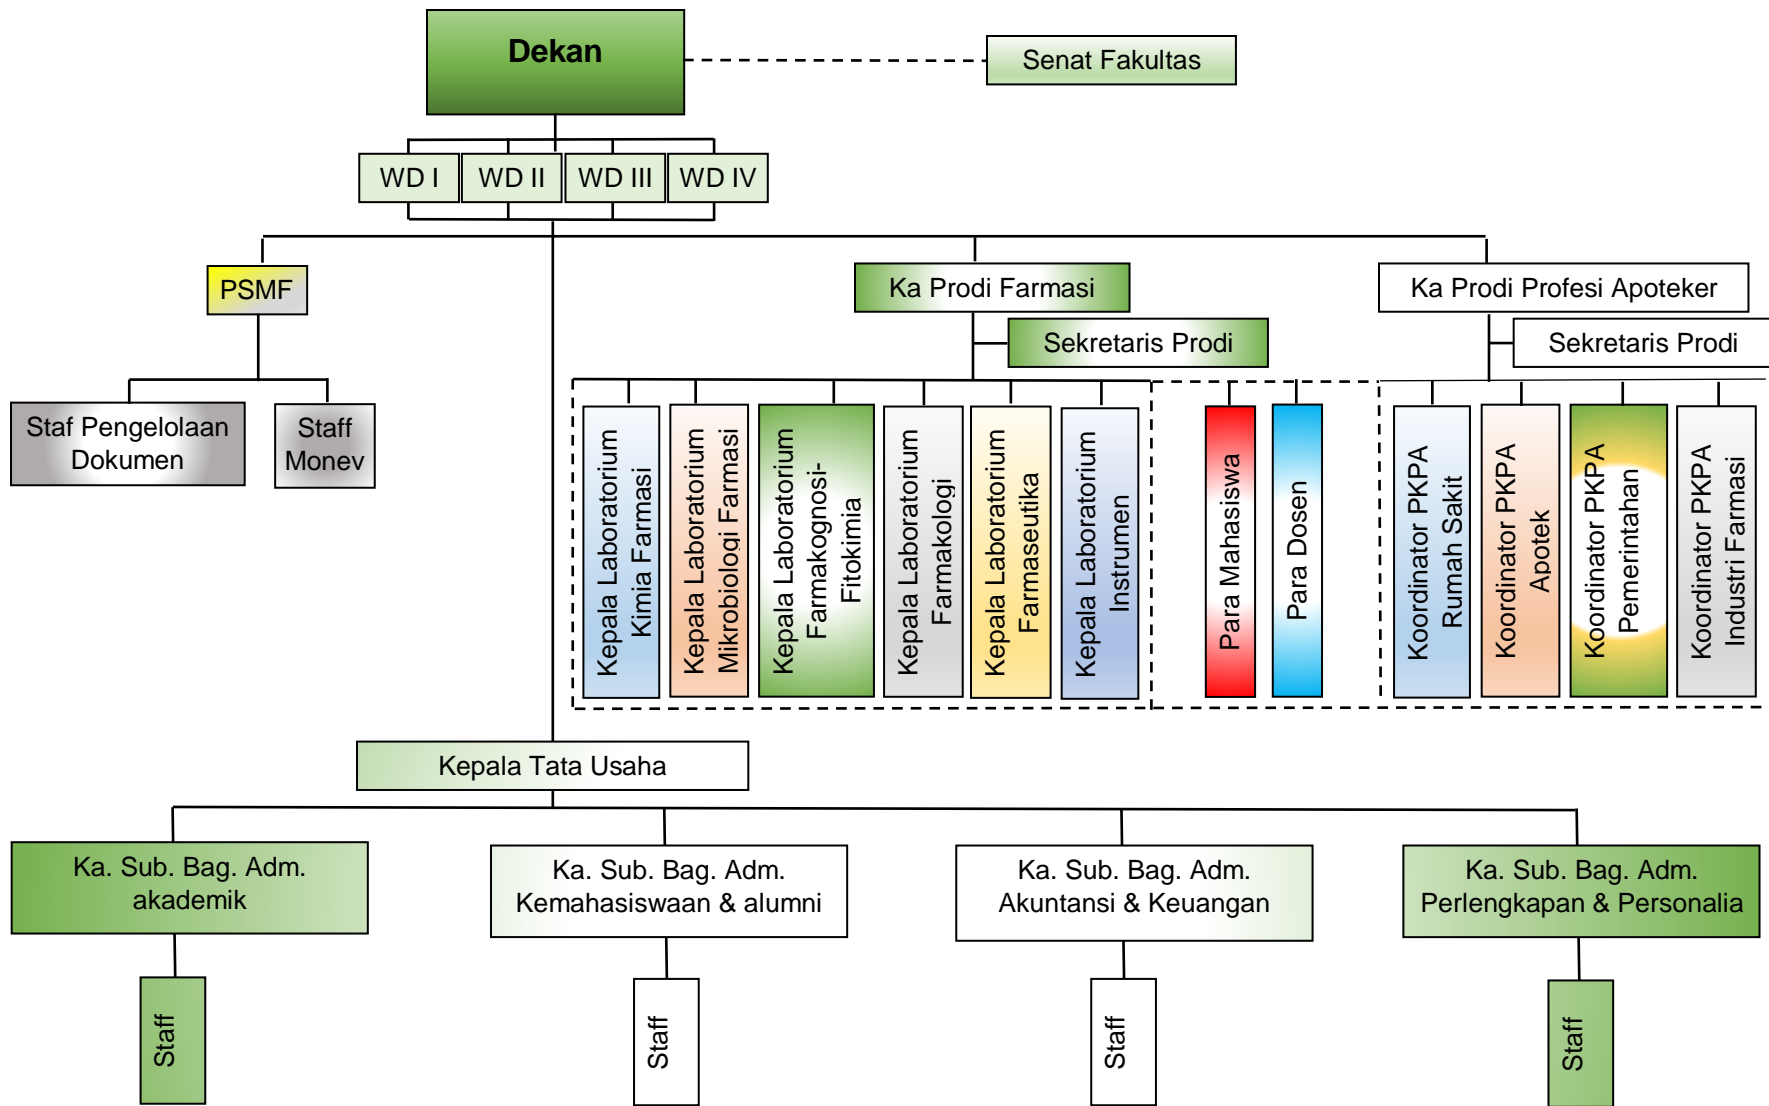 Dekan
Senat Fakultas
WD I
WD II
WD III
WD IV
PSMF
Ka Prodi Farmasi
Ka Prodi Profesi Apoteker
Sekretaris Prodi
Sekretaris Prodi
Staf Pengelolaan
Dokumen
Staff
Monev
Kepala Laboratorium
Kimia Farmasi
Kepala Laboratorium
Mikrobiologi Farmasi
Kepala Laboratorium
Farmakognosi-
Fitokimia
Kepala Laboratorium
Farmakologi
Kepala Laboratorium
Farmaseutika
Kepala Laboratorium
Instrumen
Para Mahasiswa
Para Dosen
Koordinator PKPA
Rumah Sakit
Koordinator PKPA
Apotek
Koordinator PKPA
Pemerintahan
Koordinator PKPA
Industri Farmasi
Kepala Tata Usaha
Ka. Sub. Bag. Adm.
akademik
Ka. Sub. Bag. Adm.
Kemahasiswaan & alumni
Ka. Sub. Bag. Adm.
Akuntansi & Keuangan
Ka. Sub. Bag. Adm.
Perlengkapan & Personalia
Staff
Staff
Staff
Staff